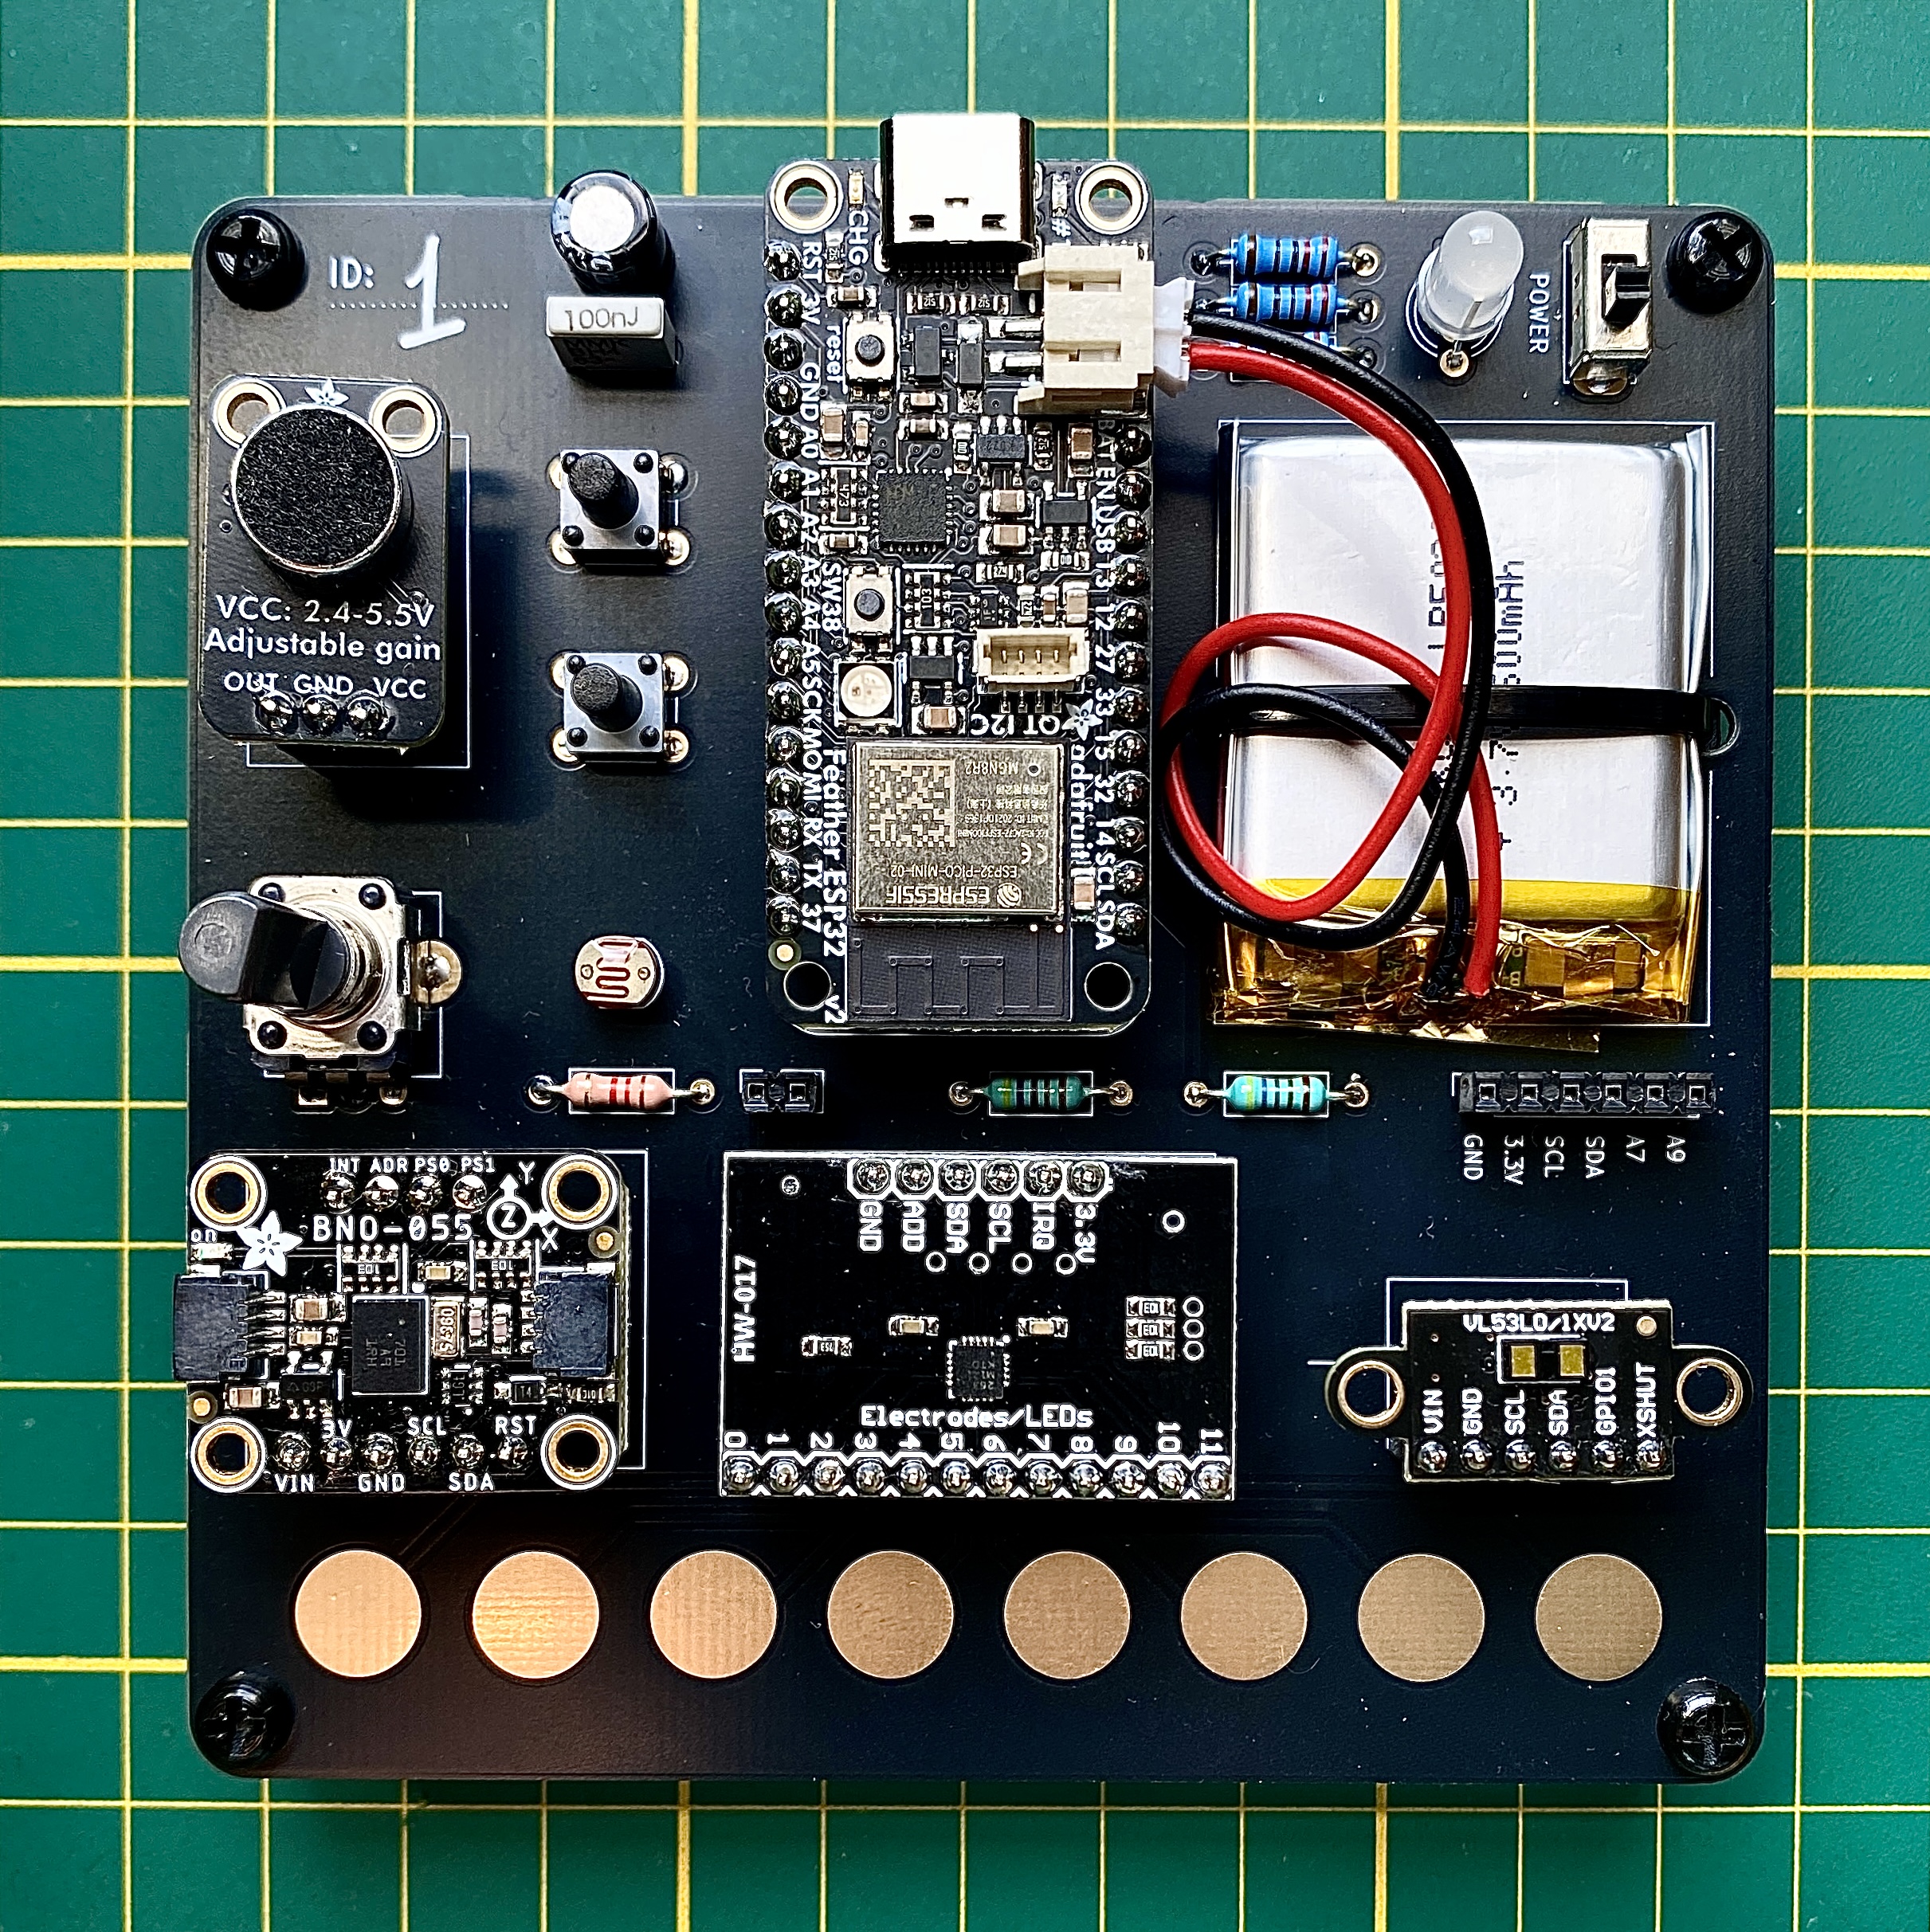 ID: 1
100nJ
CHG
#
POWER
RST
3V
GND
A0
A1
A2
A3
A4
A5
SCK
MO
MI
RX
TX
37
reset
SW38
BAT
EN
USB
13
12
27
33
15
32
14
SCL
SDA
QT I2C
adafruit
Feather ESP32
V2
M6N8R2
ESP32-PICO-MINI-02
ESPRESSIF
VCC: 2.4-5.5V
Adjustable gain
OUT GND VCC
GND
3.3V
SCL
SDA
A7
A9
INT ADR PS0 PS1
Y
BNO-055
Z
X
on
3V SCL RST
VIN GND SDA
GND
ADD
SDA
SCL
IRQ
3.3V
HW-017
Electrodes/LEDs
0 1 2 3 4 5 6 7 8 9 10 11
VL53L0/1XV2
VIN
GND
SCL
SDA
GPIO1
XSHUT